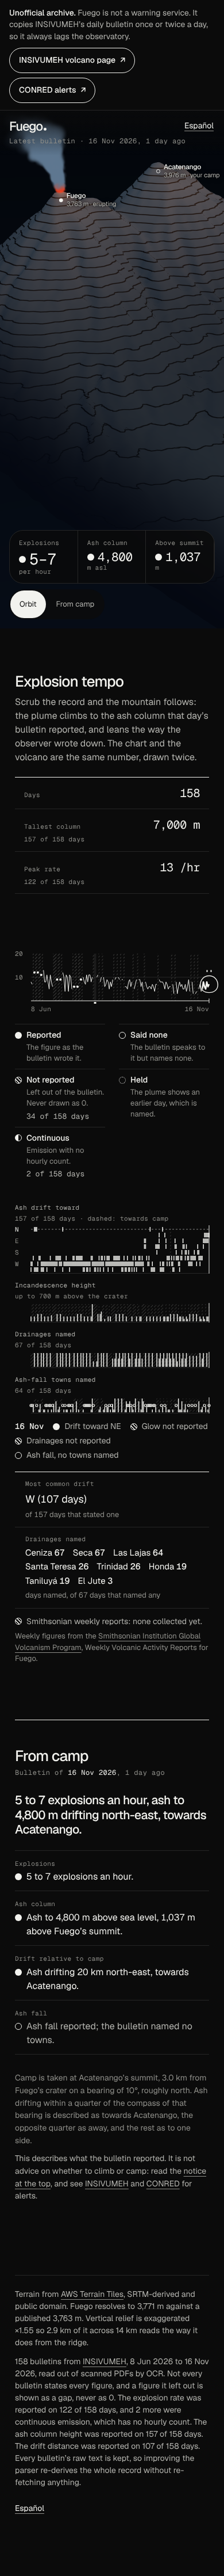 Unofficial archive. Fuego is not a warning service. It
copies INSIVUMEH's daily bulletin once or twice a day,
so it always lags the observatory.
INSIVUMEH volcano page ↗
CONRED alerts ↗
Fuego.
Español
Latest bulletin · 16 Nov 2026, 1 day ago
Acatenango
3,976 m · your camp
Fuego
3,763 m · erupting
Explosions
5–7
per hour
Ash column
4,800
m asl
Above summit
1,037
m
Orbit
From camp
Explosion tempo
Scrub the record and the mountain follows:
the plume climbs to the ash column that day's
bulletin reported, and leans the way the
observer wrote down. The chart and the
volcano are the same number, drawn twice.
Days
158
Tallest column
7,000 m
157 of 158 days
Peak rate
13 /hr
122 of 158 days
20
10
8 Jun
16 Nov
Reported
The figure as the
bulletin wrote it.
Said none
The bulletin speaks to
it but names none.
Not reported
Left out of the bulletin.
Never drawn as 0.
34 of 158 days
Held
The plume shows an
earlier day, which is
named.
Continuous
Emission with no
hourly count.
2 of 158 days
Ash drift toward
157 of 158 days · dashed: towards camp
N
E
S
W
Incandescence height
up to 700 m above the crater
Drainages named
67 of 158 days
Ash-fall towns named
64 of 158 days
16 Nov
Drift toward NE
Glow not reported
Drainages not reported
Ash fall, no towns named
Most common drift
W (107 days)
of 157 days that stated one
Drainages named
Ceniza 67 Seca 67 Las Lajas 64
Santa Teresa 26 Trinidad 26 Honda 19
Taniluyá 19 El Jute 3
days named, of 67 days that named any
Smithsonian weekly reports: none collected yet.
Weekly figures from the Smithsonian Institution Global
Volcanism Program, Weekly Volcanic Activity Reports for
Fuego.
From camp
Bulletin of 16 Nov 2026, 1 day ago
5 to 7 explosions an hour, ash to
4,800 m drifting north-east, towards
Acatenango.
Explosions
5 to 7 explosions an hour.
Ash column
Ash to 4,800 m above sea level, 1,037 m
above Fuego's summit.
Drift relative to camp
Ash drifting 20 km north-east, towards
Acatenango.
Ash fall
Ash fall reported; the bulletin named no
towns.
Camp is taken at Acatenango's summit, 3.0 km from
Fuego's crater on a bearing of 10°, roughly north. Ash
drifting within a quarter of the compass of that
bearing is described as towards Acatenango, the
opposite quarter as away, and the rest as to one
side.
This describes what the bulletin reported. It is not
advice on whether to climb or camp: read the notice
at the top, and see INSIVUMEH and CONRED for
alerts.
Terrain from AWS Terrain Tiles, SRTM-derived and
public domain. Fuego resolves to 3,771 m against a
published 3,763 m. Vertical relief is exaggerated
×1.55 so 2.9 km of it across 14 km reads the way it
does from the ridge.
158 bulletins from INSIVUMEH, 8 Jun 2026 to 16 Nov
2026, read out of scanned PDFs by OCR. Not every
bulletin states every figure, and a figure it left out is
shown as a gap, never as 0. The explosion rate was
reported on 122 of 158 days, and 2 more were
continuous emission, which has no hourly count. The
ash column height was reported on 157 of 158 days.
The drift distance was reported on 107 of 158 days.
Every bulletin's raw text is kept, so improving the
parser re-derives the whole record without re-
fetching anything.
Español